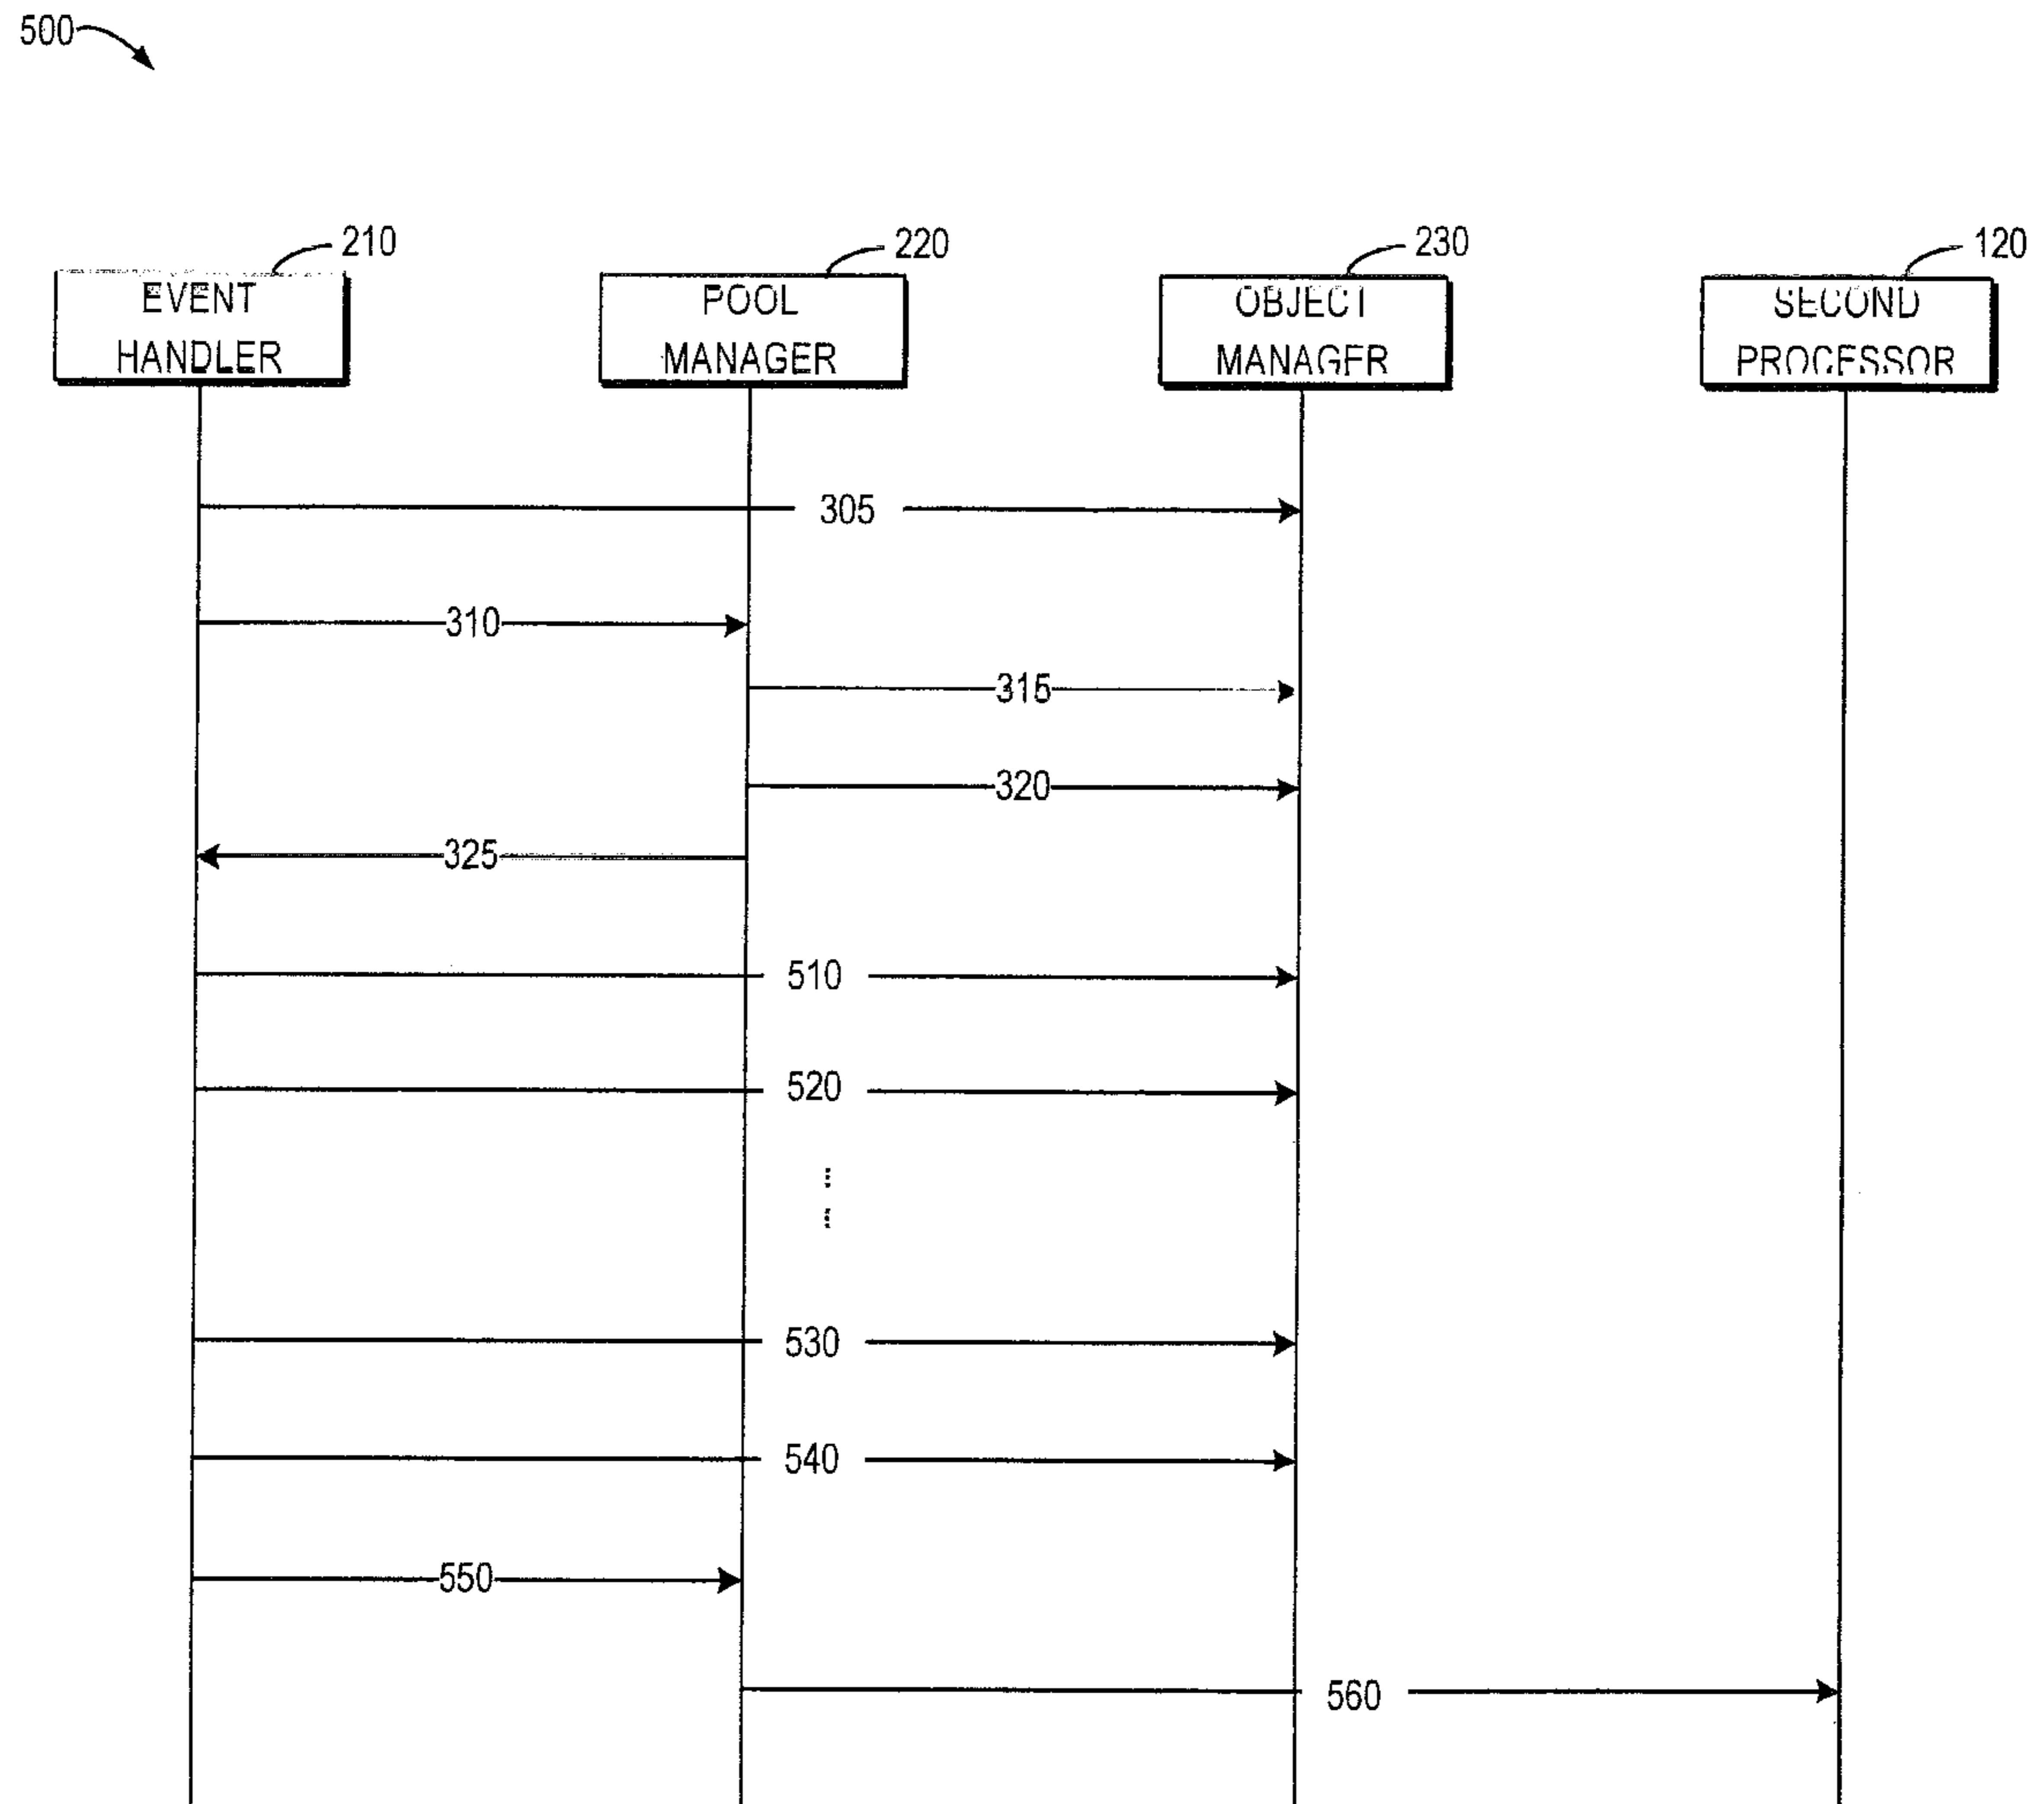 500
210
220
230
120
EVENT
HANDLER
POOL
MANAGER
OBJECT
MANAGER
SECOND
PROCESSOR
305
310
315
320
325
510
520
530
540
550
560